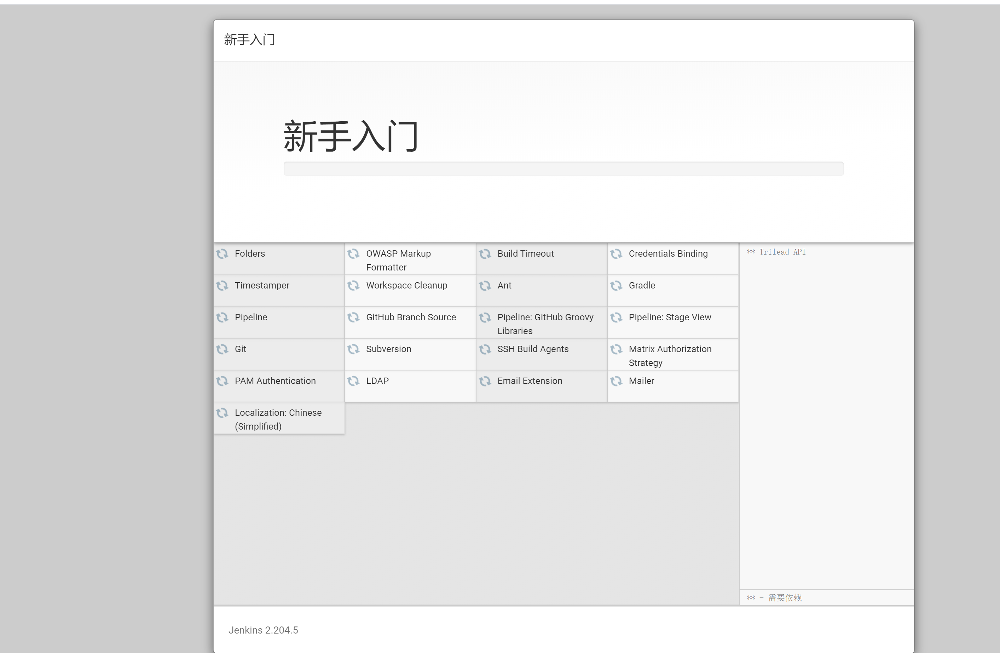 新手入门
新手入门
Folders
OWASP Markup
Formatter
Build Timeout
Credentials Binding
** Trilead API
Timestamper
Workspace Cleanup
Ant
Gradle
Pipeline
GitHub Branch Source
Pipeline: GitHub Groovy
Libraries
Pipeline: Stage View
Git
Subversion
SSH Build Agents
Matrix Authorization
Strategy
PAM Authentication
LDAP
Email Extension
Mailer
Localization: Chinese
(Simplified)
** - 需要依赖
Jenkins 2.204.5